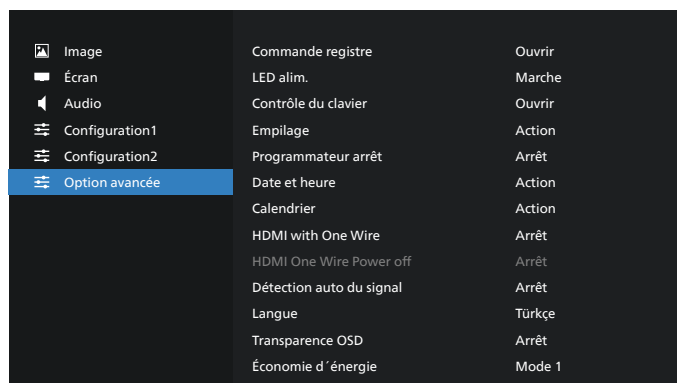 Image
Écran
Audio
Configuration1
Configuration2
Option avancée
Commande registre Ouvrir
LED alim. Marche
Contrôle du clavier Ouvrir
Empilage Action
Programmateur arrêt Arrêt
Date et heure Action
Calendrier Action
HDMI with One Wire Arrêt
HDMI One Wire Power off Arrêt
Détection auto du signal Arrêt
Langue Türkçe
Transparence OSD Arrêt
Économie d´énergie Mode 1